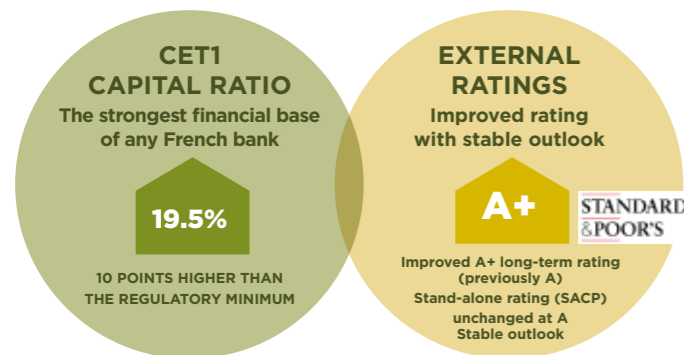 CET1
CAPITAL RATIO
The strongest financial base
of any French bank
19.5%
10 POINTS HIGHER THAN
THE REGULATORY MINIMUM
EXTERNAL
RATINGS
Improved rating
with stable outlook
A+
STANDARD
&POOR'S
Improved A+ long-term rating
(previously A)
Stand-alone rating (SACP)
unchanged at A
Stable outlook